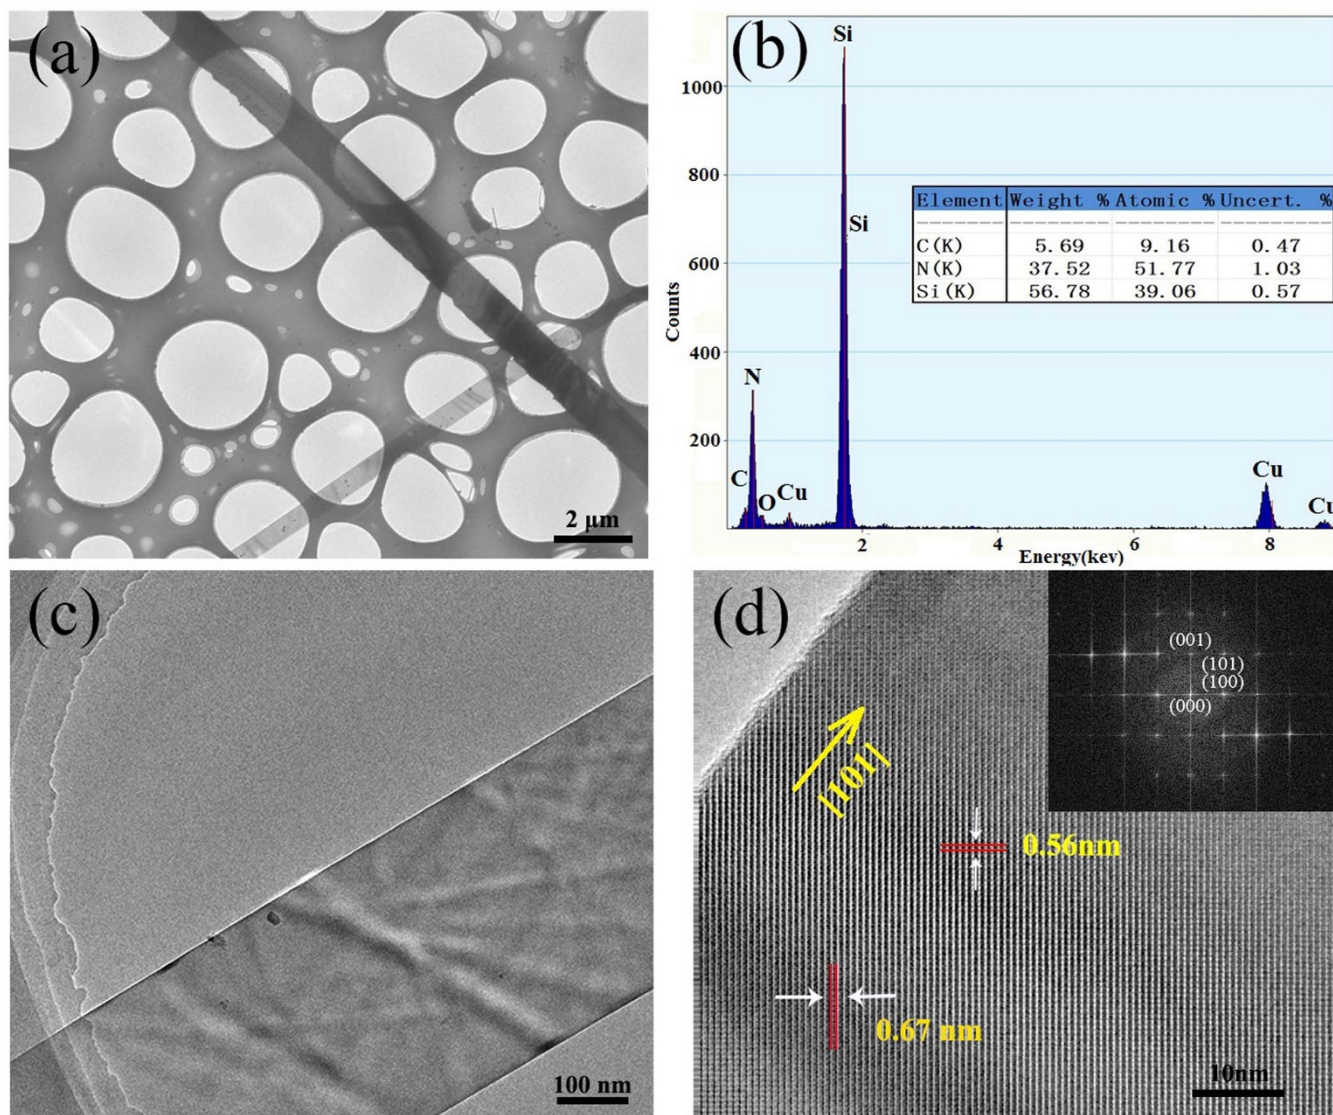 (a)
2 μm
(b)
Si
1000
800
Element Weight % Atomic % Uncert. %
C(K) 5.69 9.16 0.47
N(K) 37.52 51.77 1.03
Si(K) 56.78 39.06 0.57
Si
600
Counts
400
N
200
C
O
Cu
Cu
Cu
2 4 6 8
Energy(kev)
(c)
100 nm
(d)
(001)
(101)
(100)
(000)
[101]
0.56nm
0.67 nm
10nm